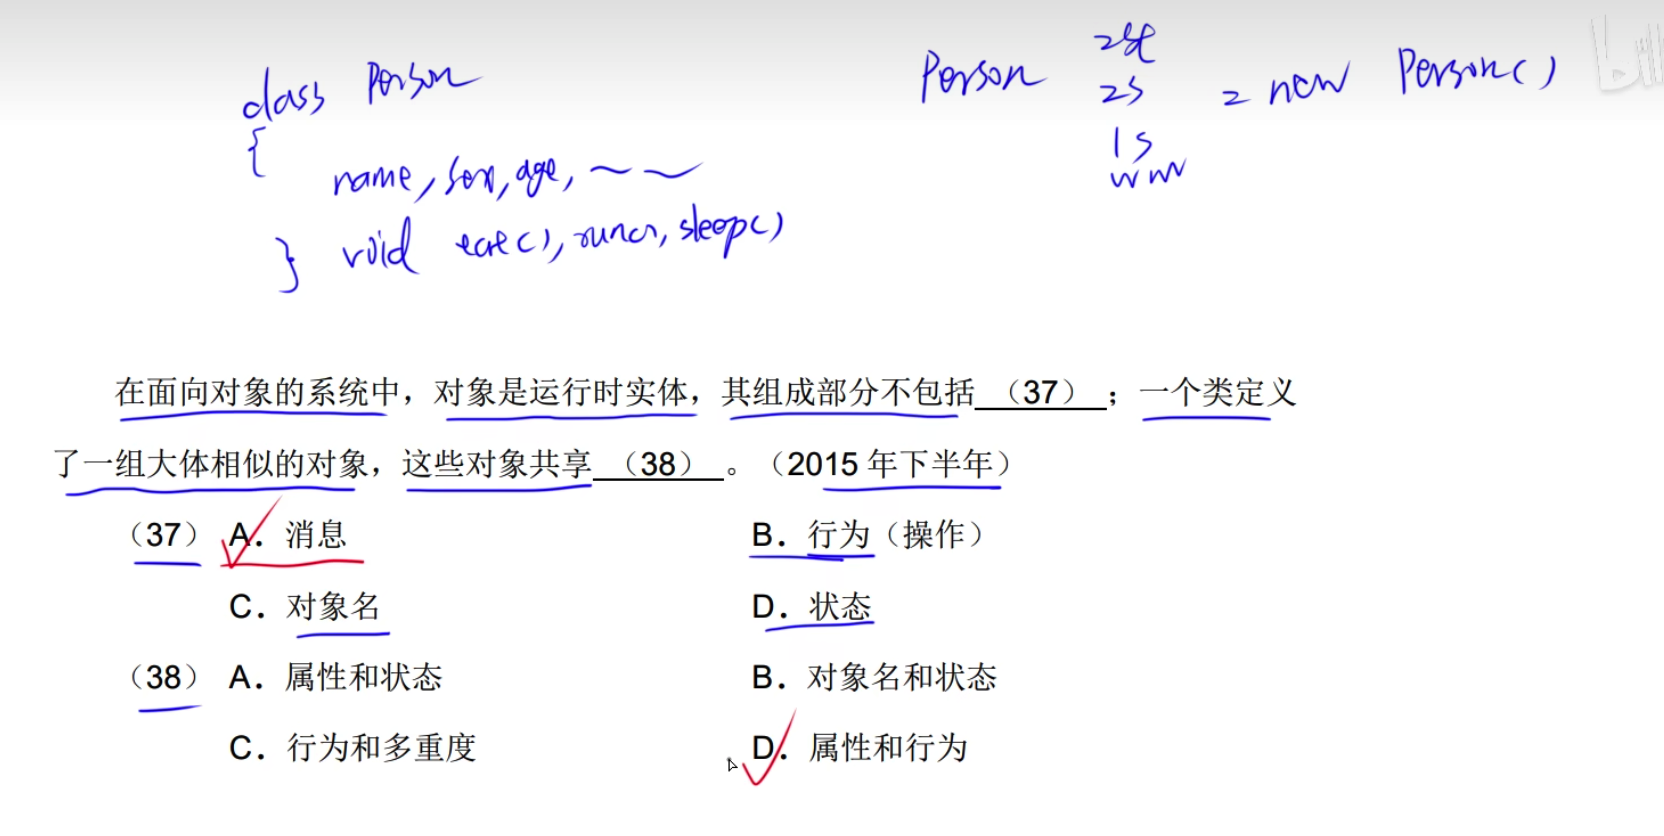 class Person
{
name, sex, age,
} void eat(), run(), sleep()
Person
= new Person()
zs
ls
ww
在面向对象的系统中，对象是运行时实体，其组成部分不包括 （37） ；一个类定义
了一组大体相似的对象，这些对象共享 （38） 。（2015 年下半年）
（37） A．消息 B．行为（操作）
C．对象名 D．状态
（38） A．属性和状态 B．对象名和状态
C．行为和多重度 D．属性和行为